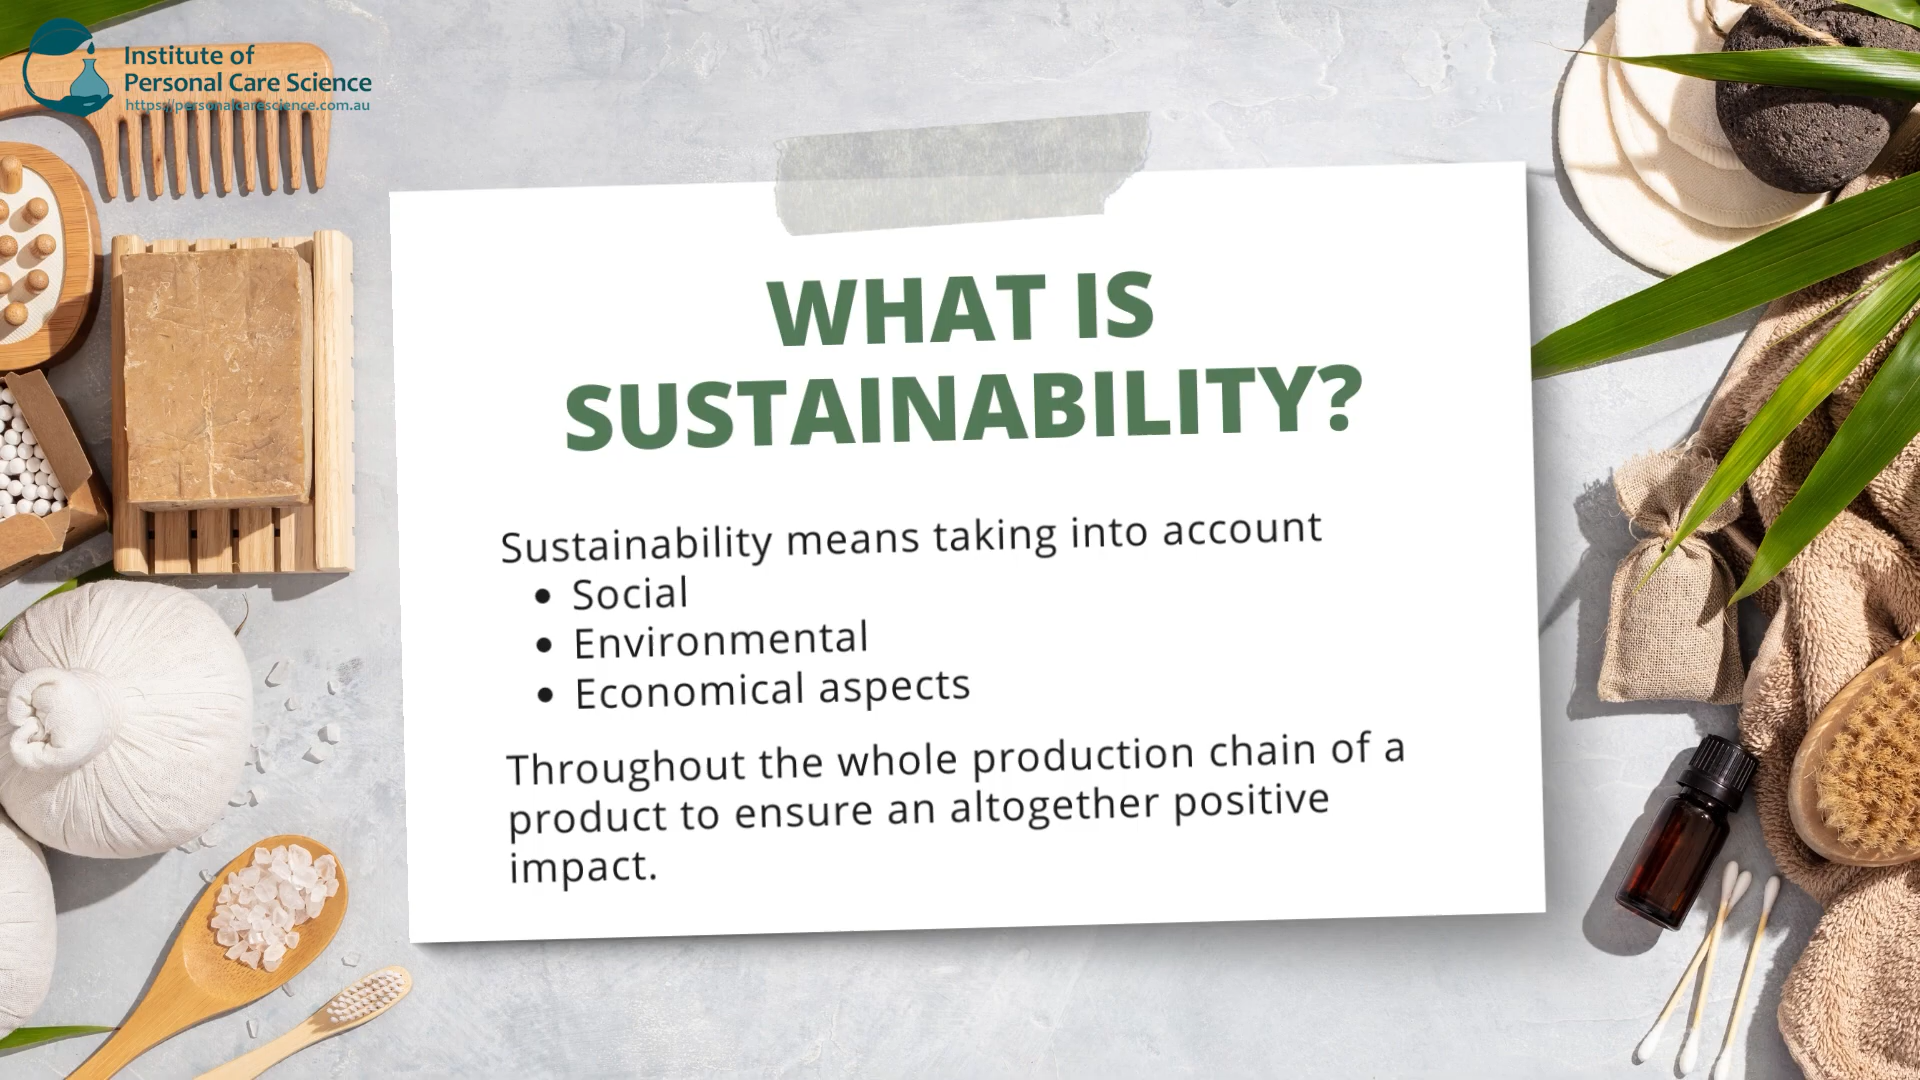 Institute of
Personal Care Science
https://personalcarescience.com.au
WHAT IS
SUSTAINABILITY?
Sustainability means taking into account
• Social
• Environmental
• Economical aspects
Throughout the whole production chain of a
product to ensure an altogether positive
impact.